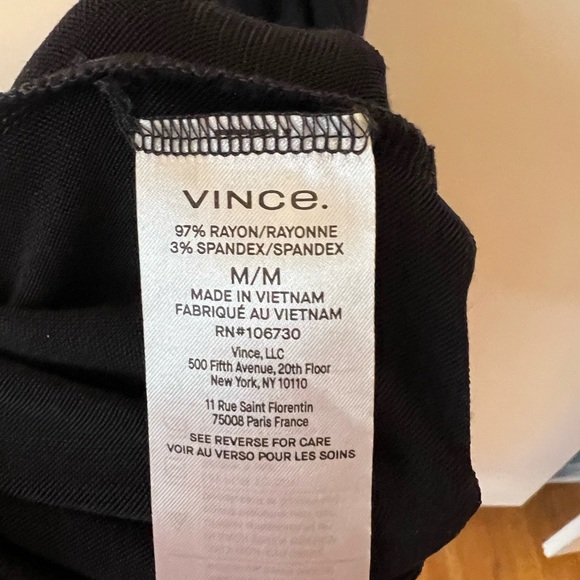 VINCE.
97% RAYON/RAYONNE
3% SPANDEX/SPANDEX
M/M
MADE IN VIETNAM
FABRIQUÉ AU VIETNAM
RN#106730
Vince, LLC
500 Fifth Avenue, 20th Floor
New York, NY 10110
11 Rue Saint Florentin
75008 Paris France
SEE REVERSE FOR CARE
VOIR AU VERSO POUR LES SOINS